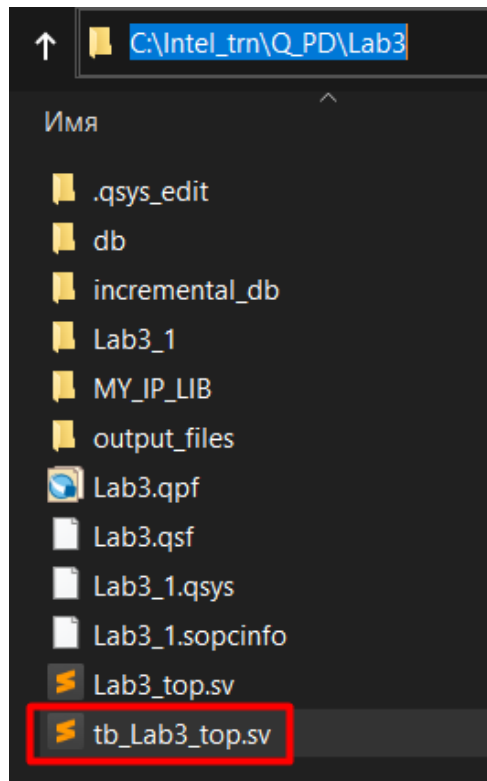 C:\Intel_trn\Q_PD\Lab3
Имя
.qsys_edit
db
incremental_db
Lab3_1
MY_IP_LIB
output_files
Lab3.qpf
Lab3.qsf
Lab3_1.qsys
Lab3_1.sopcinfo
Lab3_top.sv
tb_Lab3_top.sv